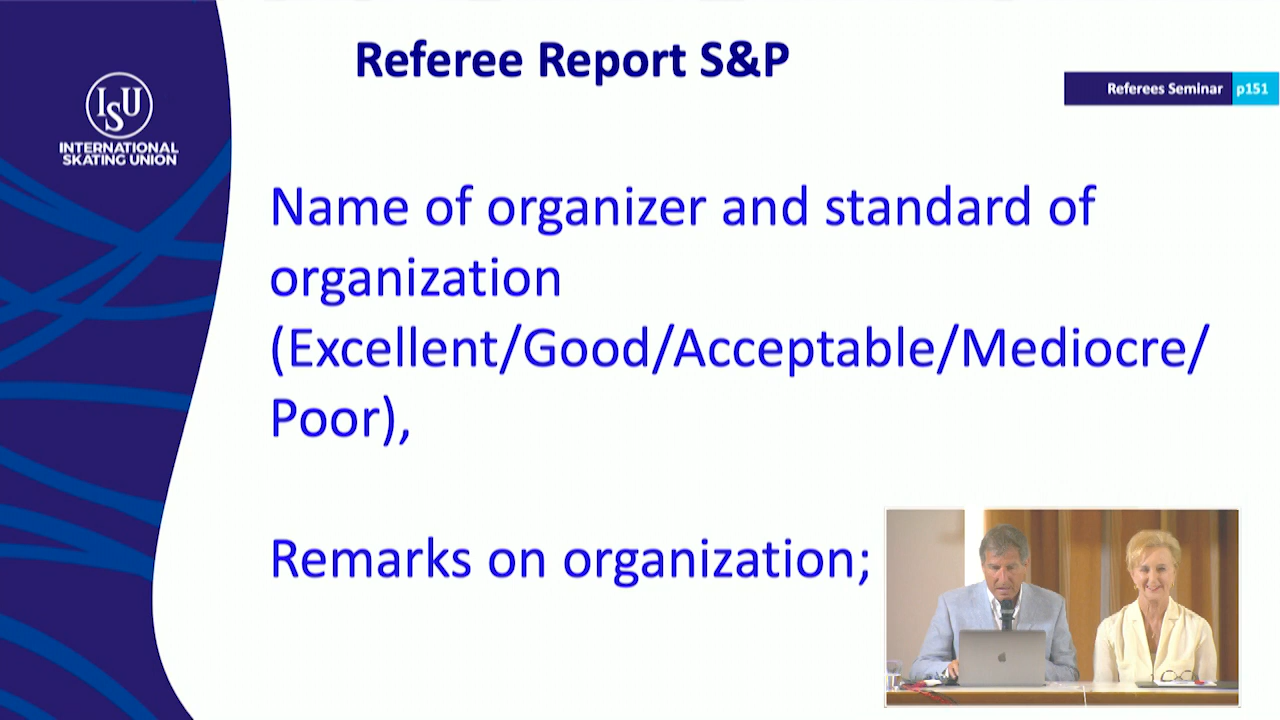 Referee Report S&P
Referees Seminar p151
ISU
INTERNATIONAL
SKATING UNION
Name of organizer and standard of
organization
(Excellent/Good/Acceptable/Mediocre/
Poor),
Remarks on organization;